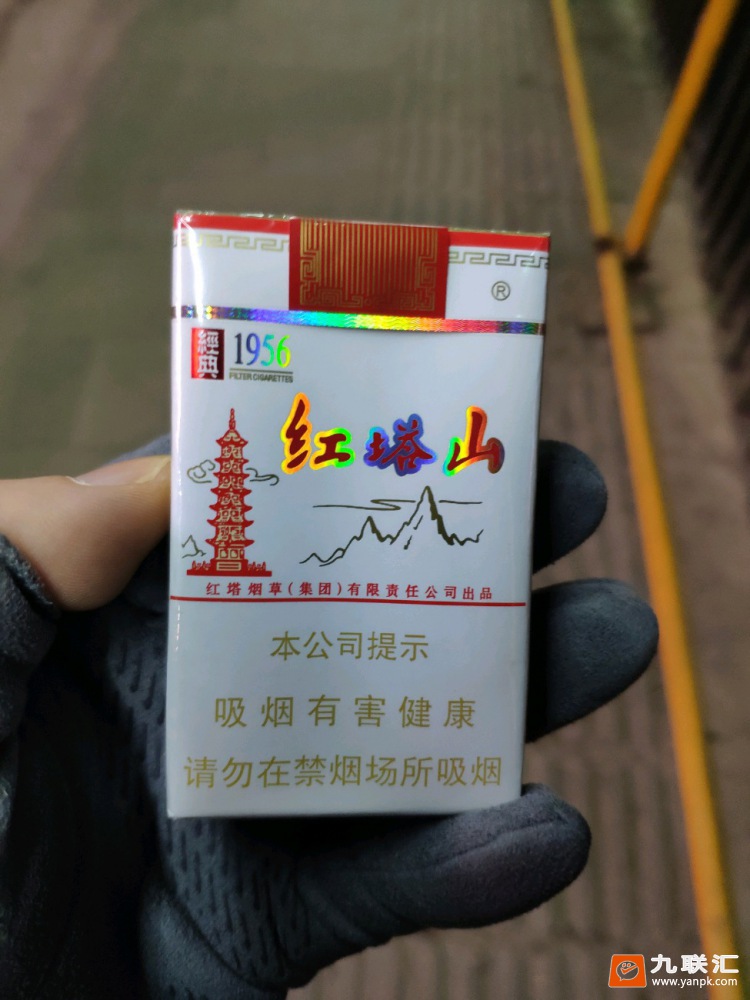 ®
經典
1956
FILTER CIGARETTES
红塔山
红塔烟草(集团)有限责任公司出品
本公司提示
吸烟有害健康
请勿在禁烟场所吸烟
九联汇
www.yanpk.com